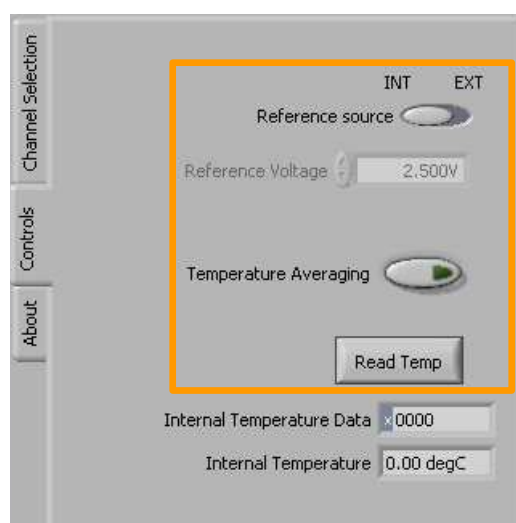 Channel Selection
Controls
About
INT EXT
Reference source
Reference Voltage 2.500V
Temperature Averaging
Read Temp
Internal Temperature Data x0000
Internal Temperature 0.00 degC